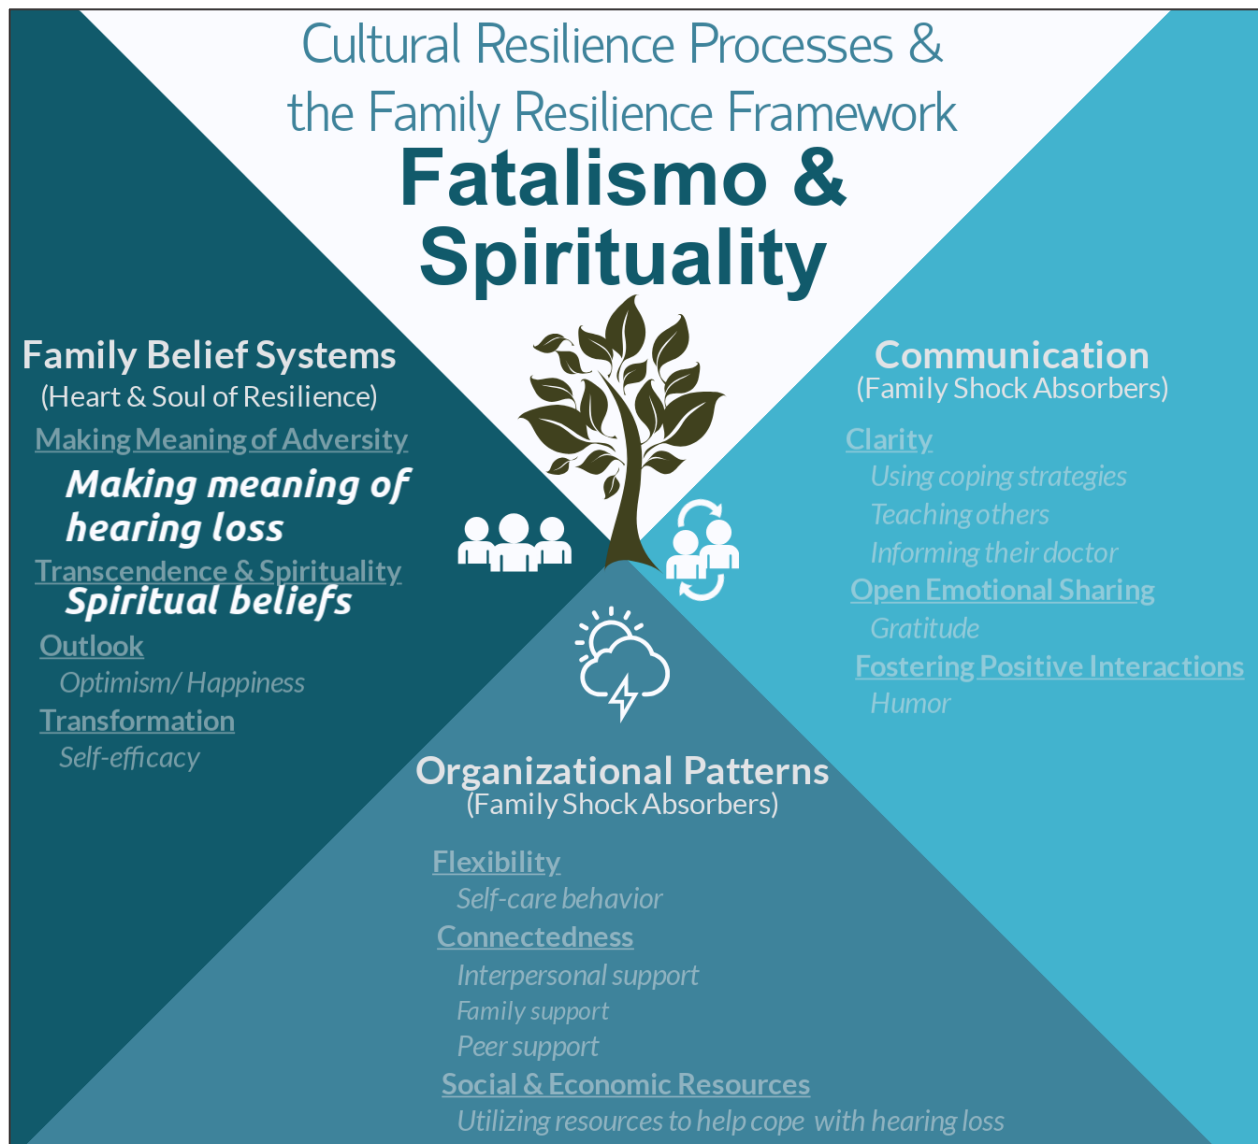 Cultural Resilience Processes &
the Family Resilience Framework
Fatalismo &
Spirituality
Family Belief Systems
(Heart & Soul of Resilience)
Making Meaning of Adversity
Making meaning of
hearing loss
Transcendence & Spirituality
Spiritual beliefs
Outlook
Optimism/ Happiness
Transformation
Self-efficacy
Communication
(Family Shock Absorbers)
Clarity
Using coping strategies
Teaching others
Informing their doctor
Open Emotional Sharing
Gratitude
Fostering Positive Interactions
Humor
Organizational Patterns
(Family Shock Absorbers)
Flexibility
Self-care behavior
Connectedness
Interpersonal support
Family support
Peer support
Social & Economic Resources
Utilizing resources to help cope with hearing loss